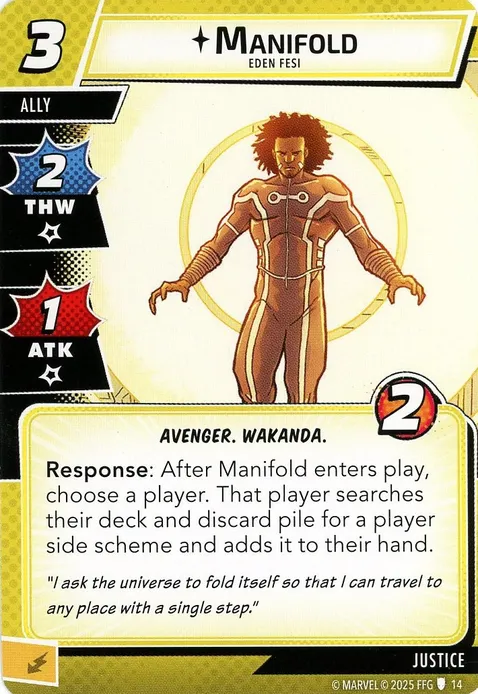 3
MANIFOLD
EDEN FESI
ALLY
2
THW
1
ATK
2
AVENGER. WAKANDA.
Response: After Manifold enters play,
choose a player. That player searches
their deck and discard pile for a player
side scheme and adds it to their hand.
"I ask the universe to fold itself so that I can travel to
any place with a single step."
JUSTICE
© MARVEL © 2025 FFG 14